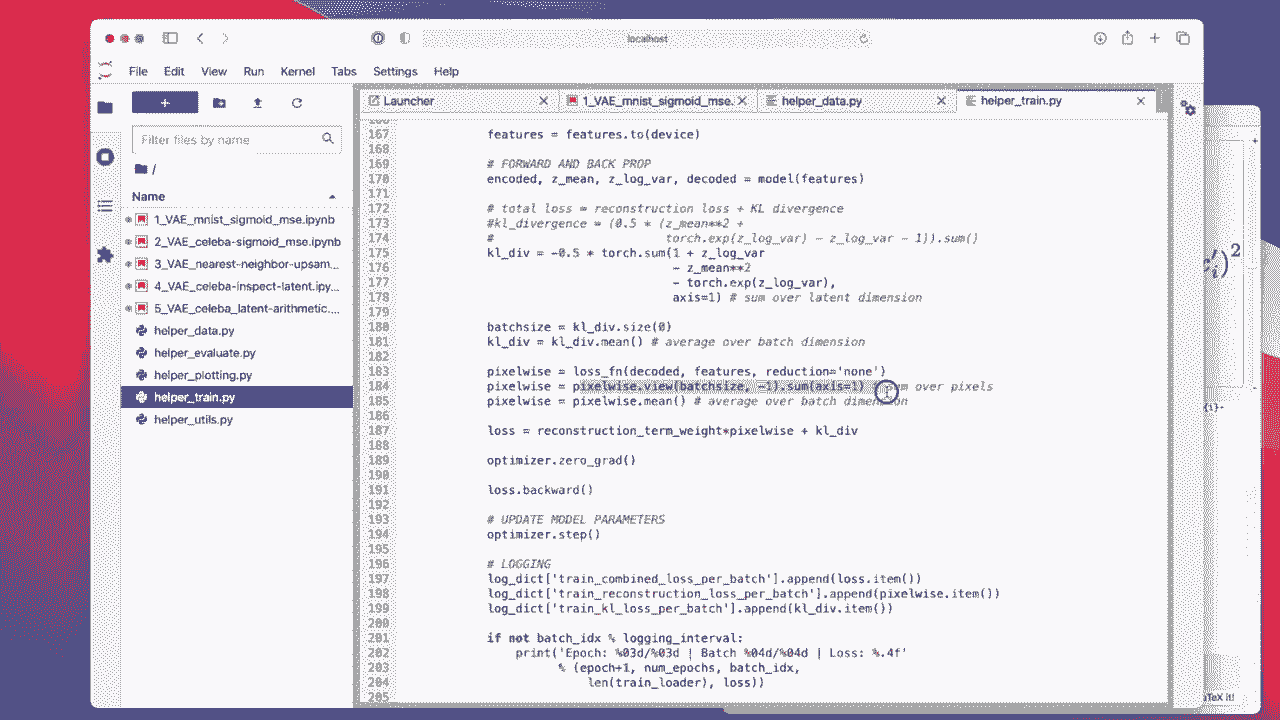 localhost
File Edit View Run Kernel Tabs Settings Help
Launcher
1_VAE_mnist_sigmoid_mse.
helper_data.py
helper_train.py
Filter files by name
/
Name
1_VAE_mnist_sigmoid_mse.ipynb
2_VAE_celeba-sigmoid_mse.ipynb
3_VAE_nearest-neighbor-upsam...
4_VAE_celeba-inspect-latent.ipy...
5_VAE_celeba_latent-arithmetic....
helper_data.py
helper_evaluate.py
helper_plotting.py
helper_train.py
helper_utils.py
166
167 features = features.to(device)
168
169 # FORWARD AND BACK PROP
170 encoded, z_mean, z_log_var, decoded = model(features)
171
172 # total loss = reconstruction loss + KL divergence
173 #kl_divergence = (0.5 * (z_mean**2 +
174 # torch.exp(z_log_var) - z_log_var - 1)).sum()
175 kl_div = -0.5 * torch.sum(1 + z_log_var
176 - z_mean**2
177 - torch.exp(z_log_var),
178 axis=1) # sum over latent dimension
179
180 batchsize = kl_div.size(0)
181 kl_div = kl_div.mean() # average over batch dimension
182
183 pixelwise = loss_fn(decoded, features, reduction='none')
184 pixelwise = pixelwise.view(batchsize, -1).sum(axis=1) # sum over pixels
185 pixelwise = pixelwise.mean() # average over batch dimension
186
187 loss = reconstruction_term_weight*pixelwise + kl_div
188
189 optimizer.zero_grad()
190
191 loss.backward()
192
193 # UPDATE MODEL PARAMETERS
194 optimizer.step()
195
196 # LOGGING
197 log_dict['train_combined_loss_per_batch'].append(loss.item())
198 log_dict['train_reconstruction_loss_per_batch'].append(pixelwise.item())
199 log_dict['train_kl_loss_per_batch'].append(kl_div.item())
200
201 if not batch_idx % logging_interval:
202 print('Epoch: %03d/%03d | Batch %04d/%04d | Loss: %.4f'
203 % (epoch+1, num_epochs, batch_idx,
204 len(train_loader), loss))
205
)²
{1}-
TeX it!